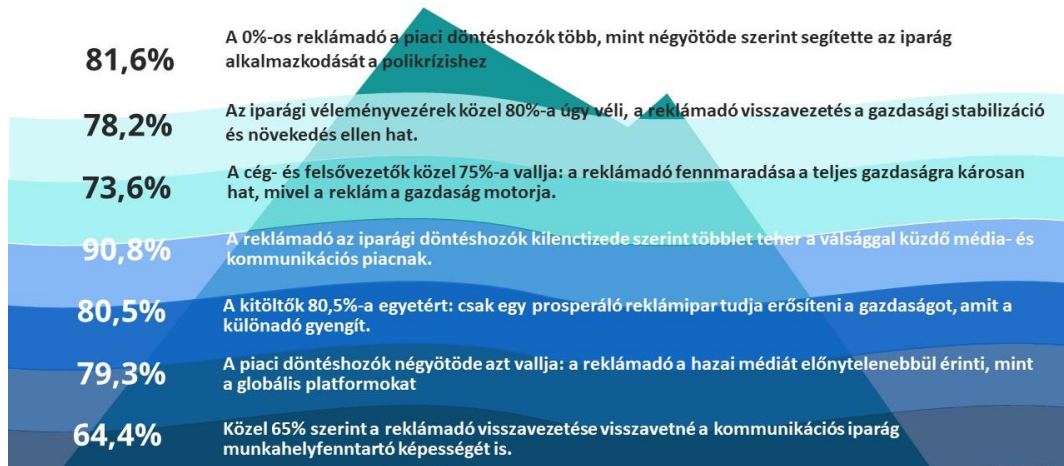 81,6%
A 0%-os reklámadó a piaci döntéshozók több, mint négyötöde szerint segítette az iparág
alkalmazkodását a polikrízishez
78,2%
Az iparági véleményvezérek közel 80%-a úgy véli, a reklámadó visszavezetés a gazdasági stabilizáció
és növekedés ellen hat.
73,6%
A cég- és felsővezetők közel 75%-a vallja: a reklámadó fennmaradása a teljes gazdaságra károsan
hat, mivel a reklám a gazdaság motorja.
90,8%
A reklámadó az iparági döntéshozók kilenctizede szerint többlet teher a válsággal küzdő média- és
kommunikációs piacnak.
80,5%
A kitöltők 80,5%-a egyetért: csak egy prosperáló reklámipar tudja erősíteni a gazdaságot, amit a
különadó gyengít.
79,3%
A piaci döntéshozók négyötöde azt vallja: a reklámadó a hazai médiát előnytelenebbül érinti, mint
a globális platformokat
64,4%
Közel 65% szerint a reklámadó visszavezetése visszavetné a kommunikációs iparág
munkahelyfenntartó képességét is.